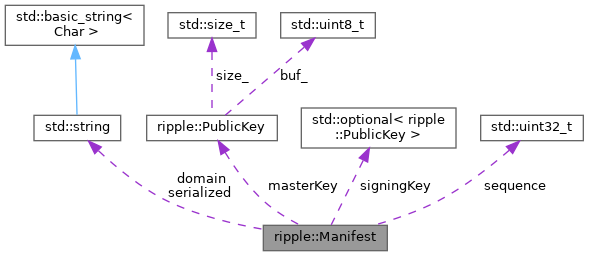 std::basic_string<
Char >
std::size_t
std::uint8_t
size_
buf_
std::string
ripple::PublicKey
std::optional< ripple
::PublicKey >
std::uint32_t
domain
serialized
masterKey
signingKey
sequence
ripple::Manifest